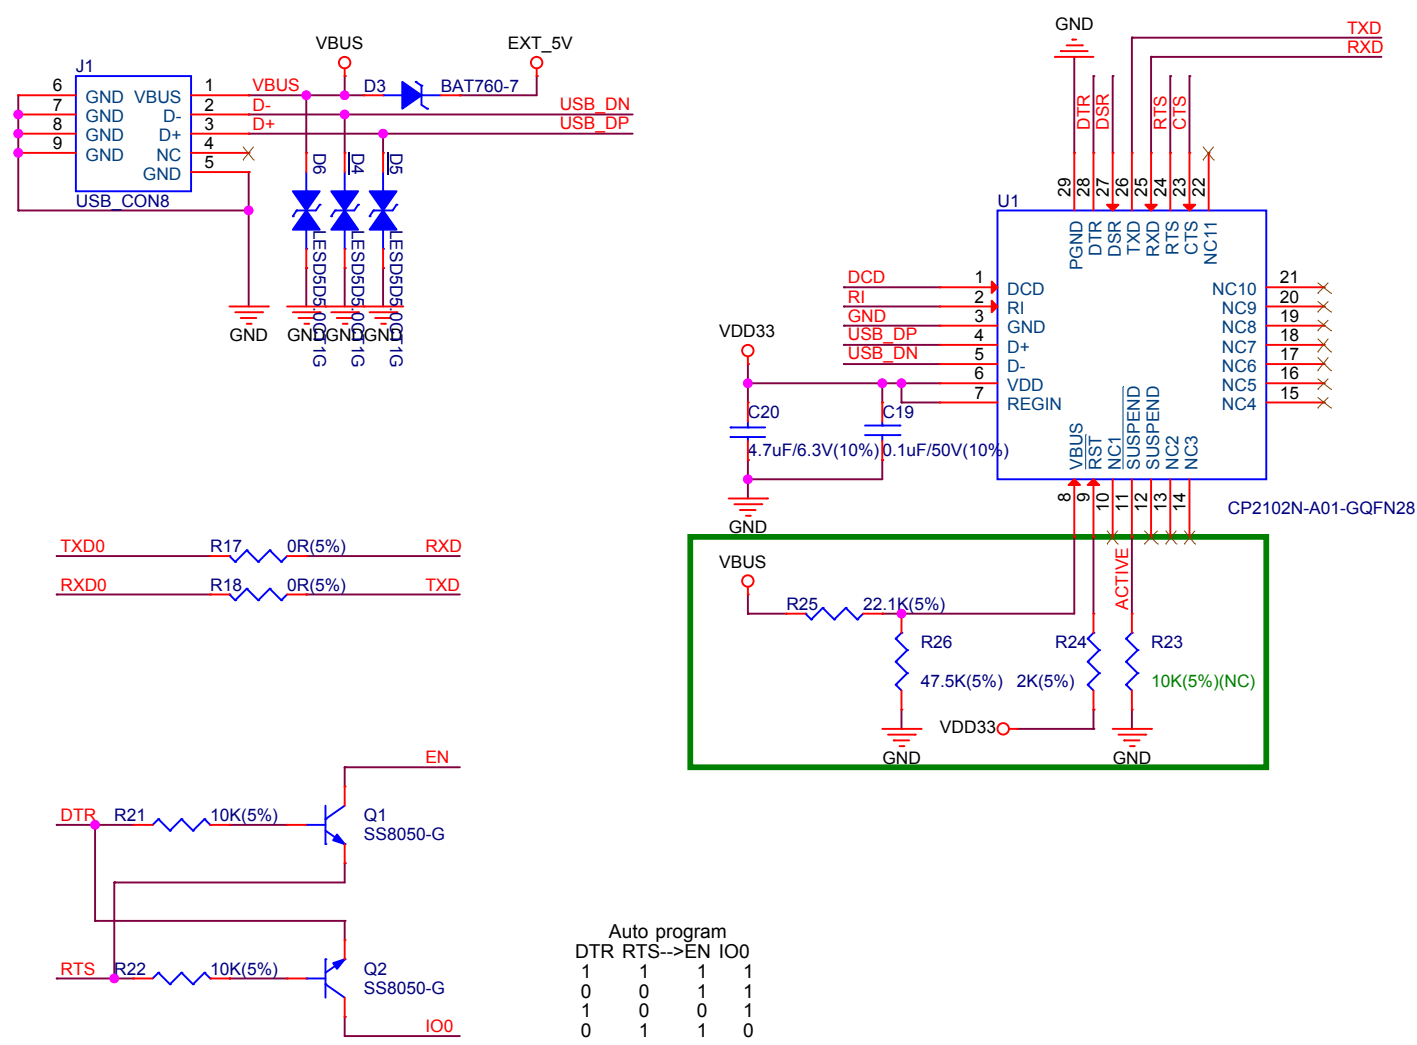 VBUS
EXT_5V
J1
6 GND VBUS 1 VBUS
7 GND D- 2 D-
8 GND D+ 3 D+
9 GND NC 4
GND 5
USB_CON8
D3 BAT760-7
USB_DN
USB_DP
D6
D4
D5
LESD5D5.0CT1G
LESD5D5.0CT1G
LESD5D5.0CT1G
GND
GND
GND
GND
GND
TXD
RXD
DTR
DSR
RTS
CTS
29 28 27 26 25 24 23 22
U1
PGND DTR DSR TXD RXD RTS CTS NC11
DCD 1 DCD
RI 2 RI
GND 3 GND
USB_DP 4 D+
USB_DN 5 D-
6 VDD
7 REGIN
NC10 21
NC9 20
NC8 19
NC7 18
NC6 17
NC5 16
NC4 15
VBUS RST NC1 SUSPEND SUSPEND NC2 NC3
8 9 10 11 12 13 14
CP2102N-A01-GQFN28
VDD33
C20
4.7uF/6.3V(10%)
C19
0.1uF/50V(10%)
GND
TXD0 R17 0R(5%) RXD
RXD0 R18 0R(5%) TXD
VBUS
R25 22.1K(5%)
ACTIVE
R26
47.5K(5%)
R24
2K(5%)
R23
10K(5%)(NC)
VDD33
GND
GND
EN
DTR R21 10K(5%)
Q1
SS8050-G
RTS R22 10K(5%)
Q2
SS8050-G
IO0
Auto program
DTR RTS-->EN IO0
1 1 1 1
0 0 1 1
1 0 0 1
0 1 1 0